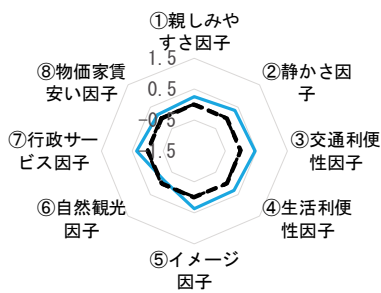 ①親しみや
すさ因子
②静かさ因
子
③交通利便
性因子
④生活利便
性因子
⑤イメージ
因子
⑥自然観光
因子
⑦行政サー
ビス因子
⑧物価家賃
安い因子
1.5
0.5